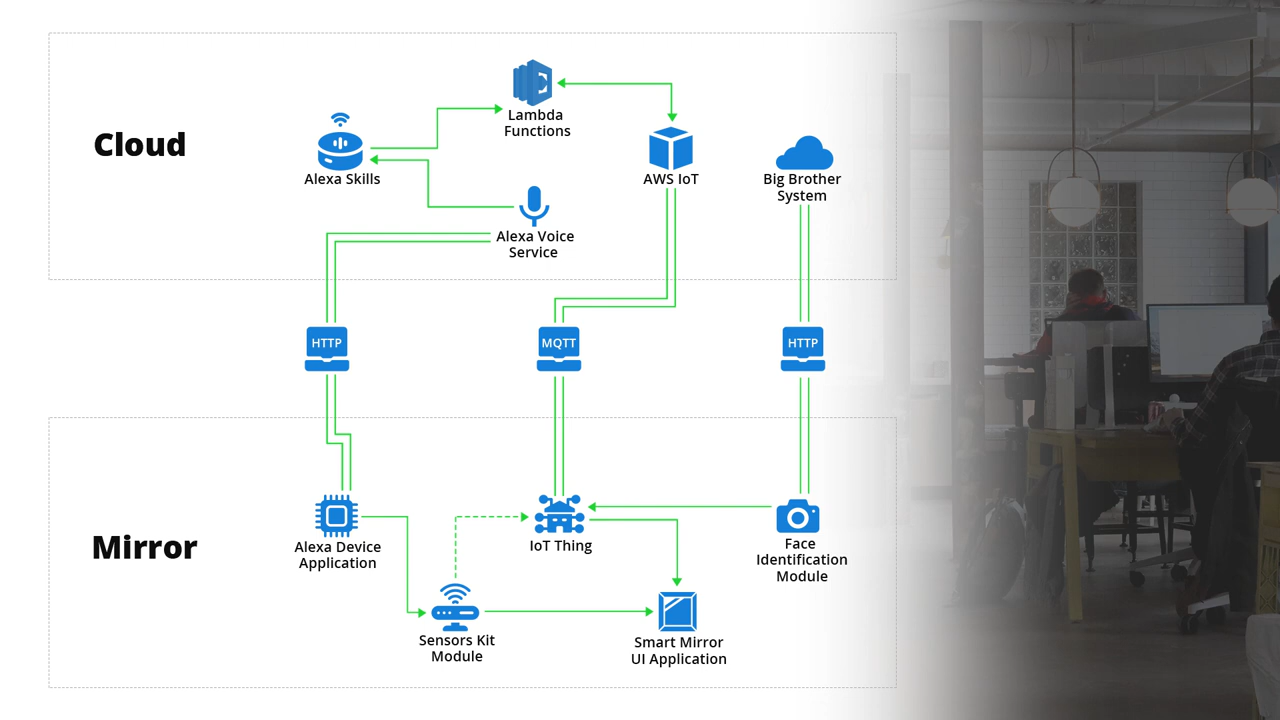 Cloud
Lambda
Functions
Alexa Skills
AWS IoT
Big Brother
System
Alexa Voice
Service
HTTP
MQTT
HTTP
Mirror
Alexa Device
Application
IoT Thing
Face
Identification
Module
Sensors Kit
Module
Smart Mirror
UI Application